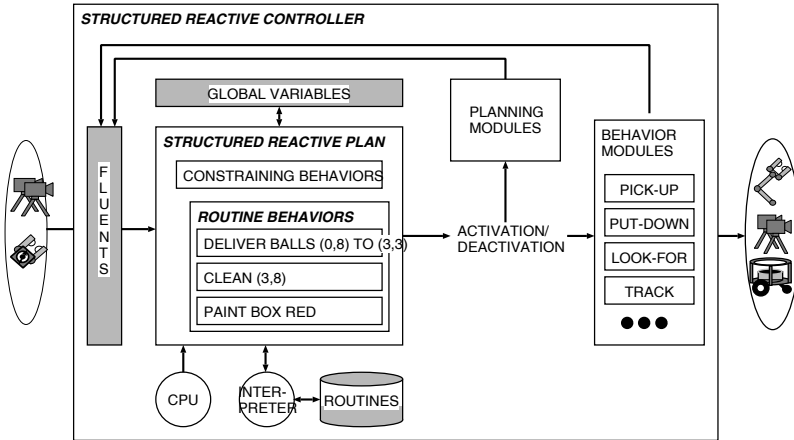 STRUCTURED REACTIVE CONTROLLER
GLOBAL VARIABLES
FLUENTS
STRUCTURED REACTIVE PLAN
CONSTRAINING BEHAVIORS
ROUTINE BEHAVIORS
DELIVER BALLS (0,8) TO (3,3)
CLEAN (3,8)
PAINT BOX RED
CPU
INTER-
PRETER
ROUTINES
PLANNING
MODULES
ACTIVATION/
DEACTIVATION
BEHAVIOR
MODULES
PICK-UP
PUT-DOWN
LOOK-FOR
TRACK